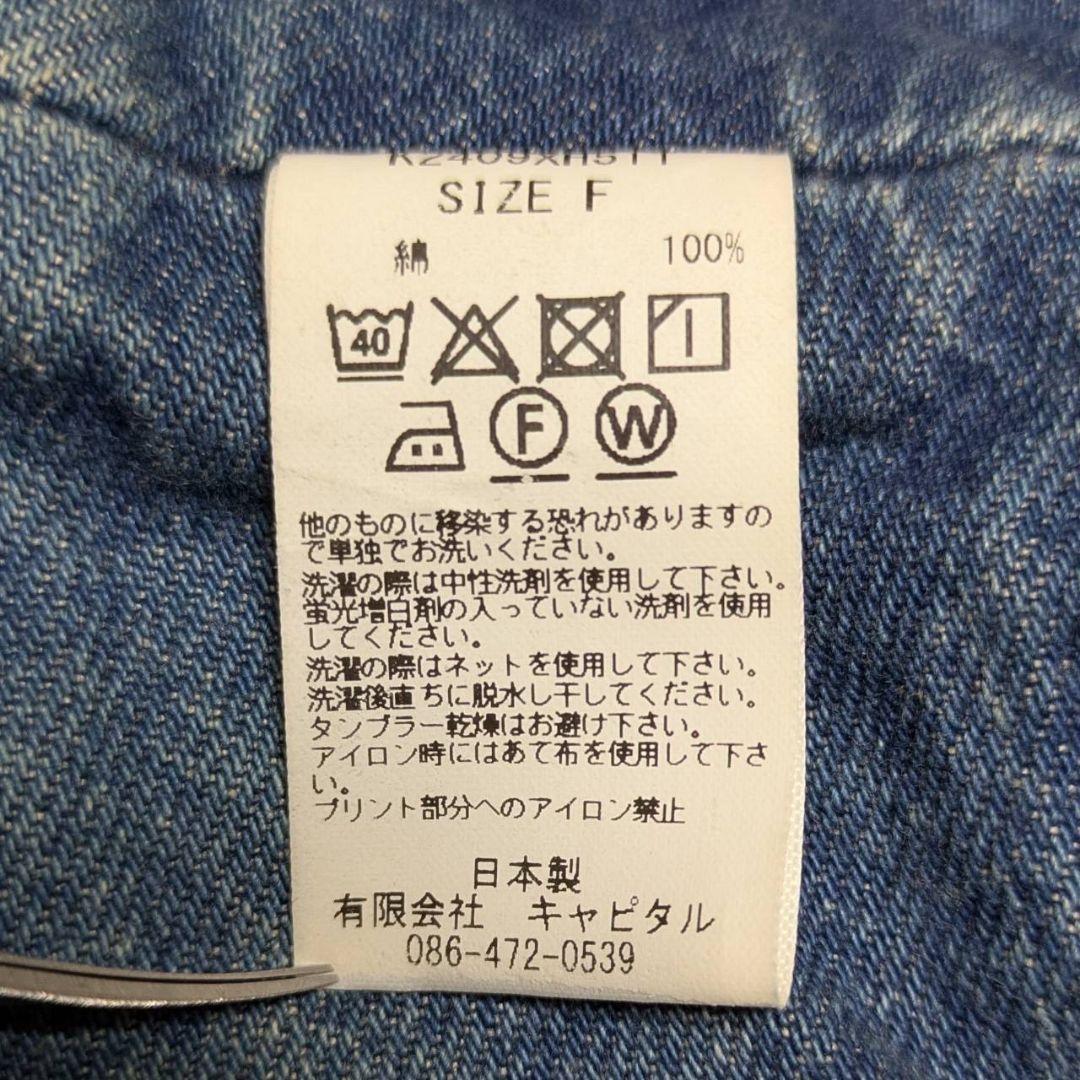 SIZE F
綿 100%
40
F W
他のものに移染する恐れがありますの
で単独でお洗いください。
洗濯の際は中性洗剤を使用して下さい。
蛍光増白剤の入っていない洗剤を使用
してください。
洗濯の際はネットを使用して下さい。
洗濯後直ちに脱水し干してください。
タンブラー乾燥はお避け下さい。
アイロン時にはあて布を使用して下さ
い。
プリント部分へのアイロン禁止
日本製
有限会社 キャピタル
086-472-0539